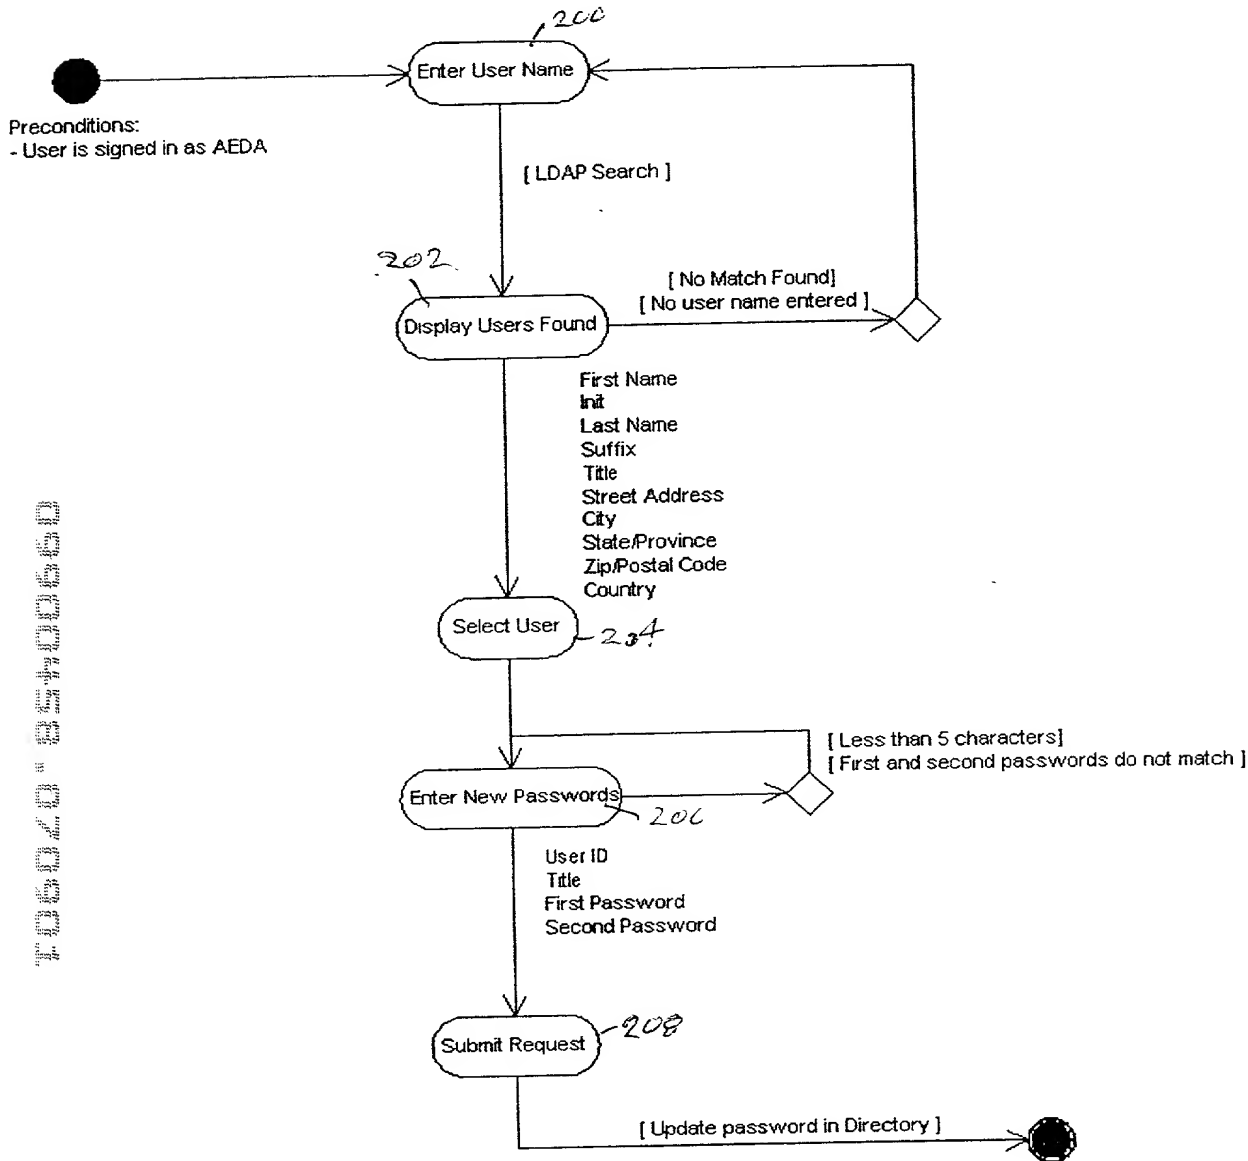 200
Enter User Name
Preconditions:
- User is signed in as AEDA
[ LDAP Search ]
202
[ No Match Found]
[ No user name entered ]
Display Users Found
First Name
Init
Last Name
Suffix
Title
Street Address
City
State/Province
Zip/Postal Code
Country
Select User
204
[ Less than 5 characters]
[ First and second passwords do not match ]
Enter New Passwords
206
User ID
Title
First Password
Second Password
Submit Request
208
[ Update password in Directory ]
09900458.070901